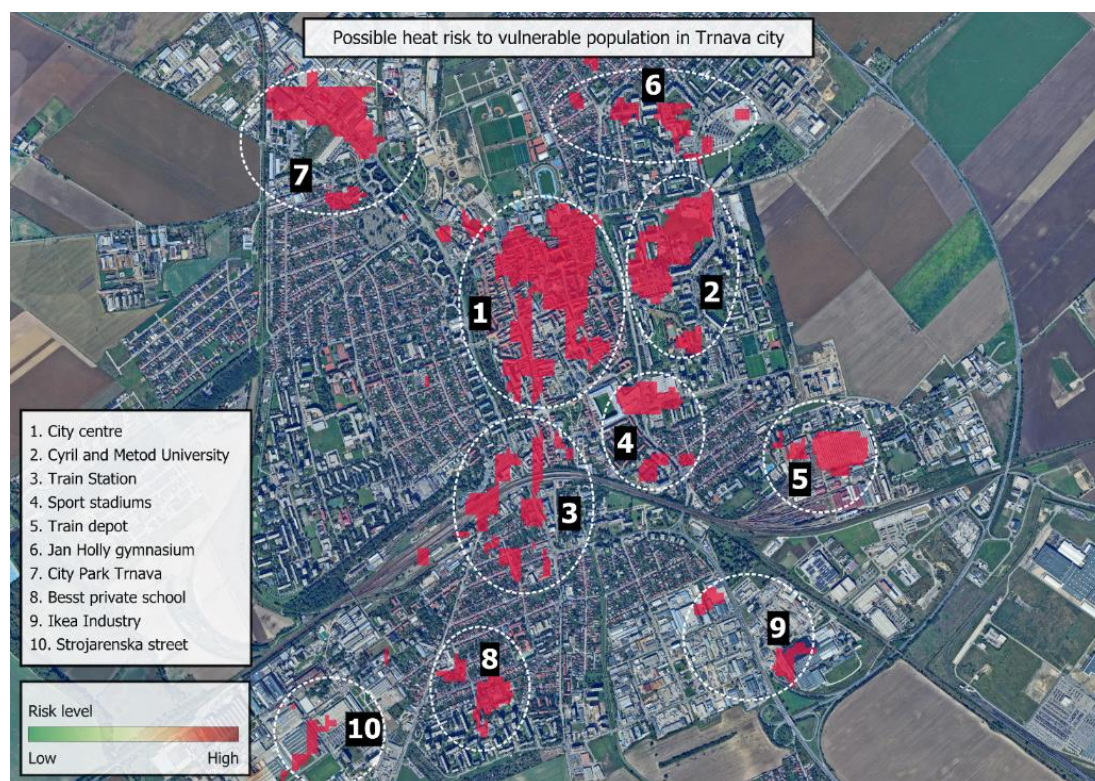 Possible heat risk to vulnerable population in Trnava city
6
7
2
1
4
5
3
9
8
10
1. City centre
2. Cyril and Metod University
3. Train Station
4. Sport stadiums
5. Train depot
6. Jan Holly gymnasium
7. City Park Trnava
8. Besst private school
9. Ikea Industry
10. Strojarenska street
Risk level
Low High